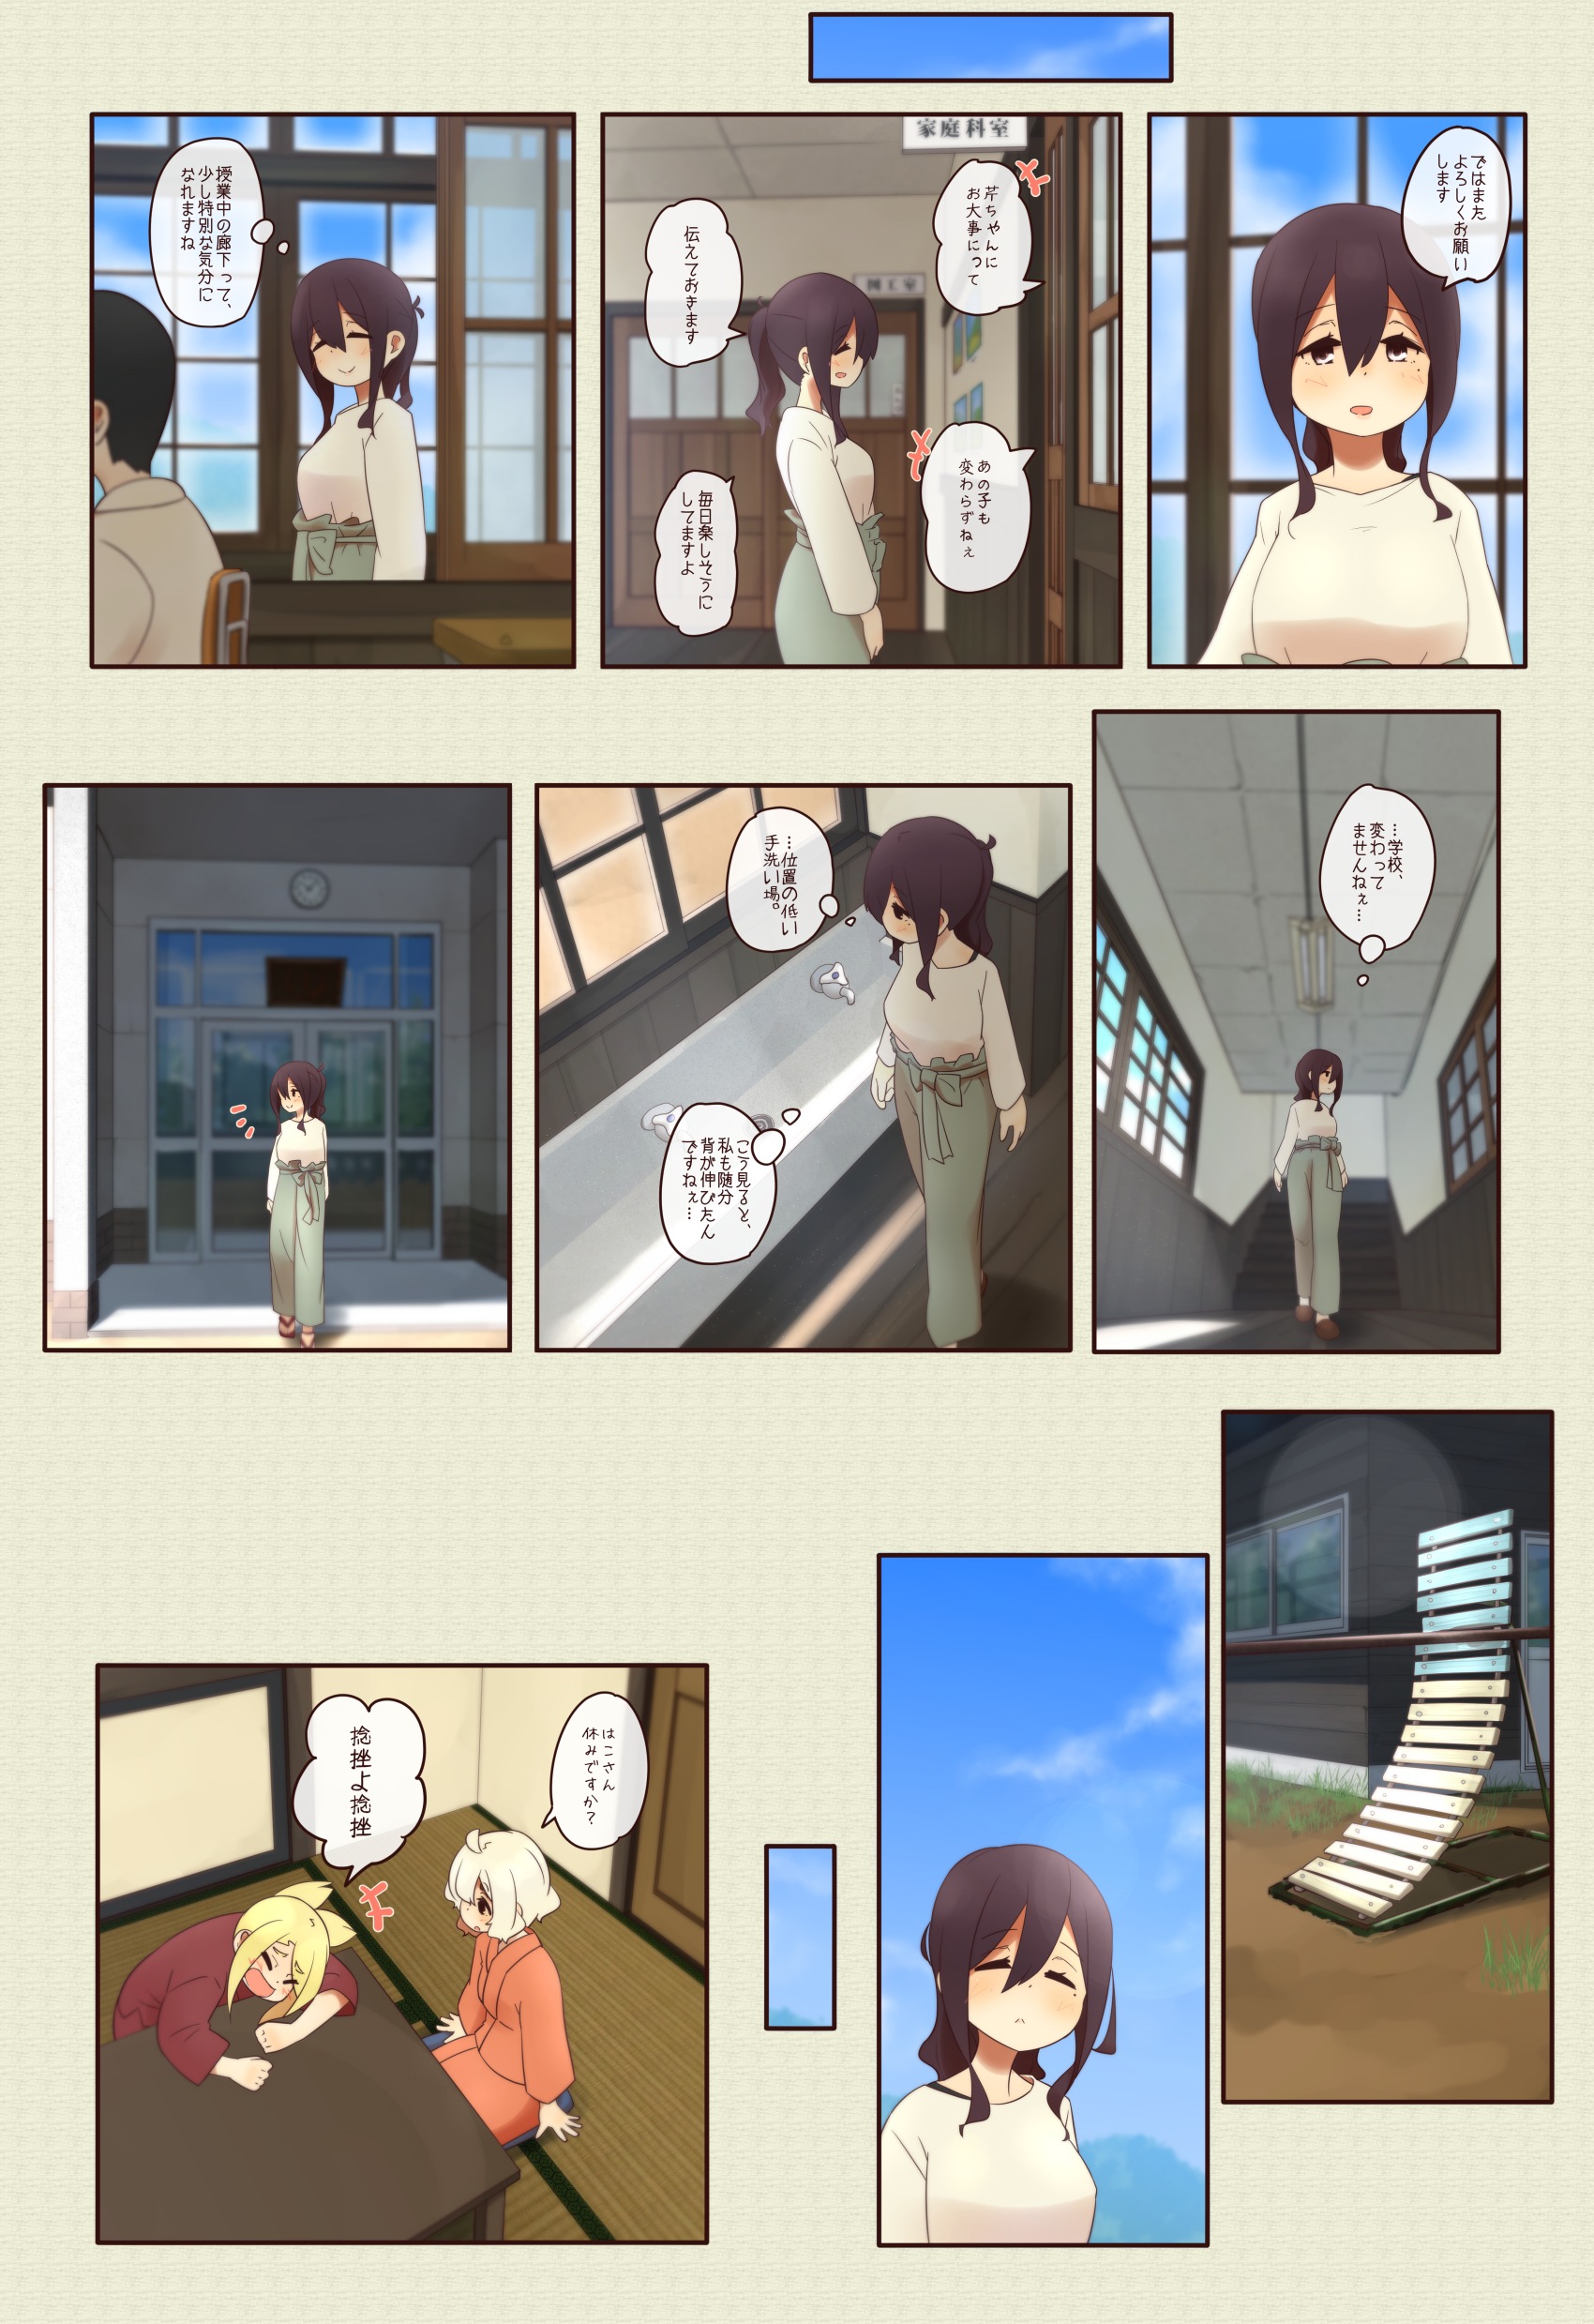 ではまた
よろしくお願い
します
家庭科室
芹ちゃんに
お大事にって
図工室
伝えておきます
あの子も
変わらずねぇ
毎日楽しそうに
してますよ
授業中の廊下って、
少し特別な気分に
なれますね
…学校、
変わって
ませんねぇ…
…位置の低い
手洗い場。
こう見ると、
私も随分
背が伸びたん
ですねぇ…
はこさん
休みですか?
捻挫よ捻挫